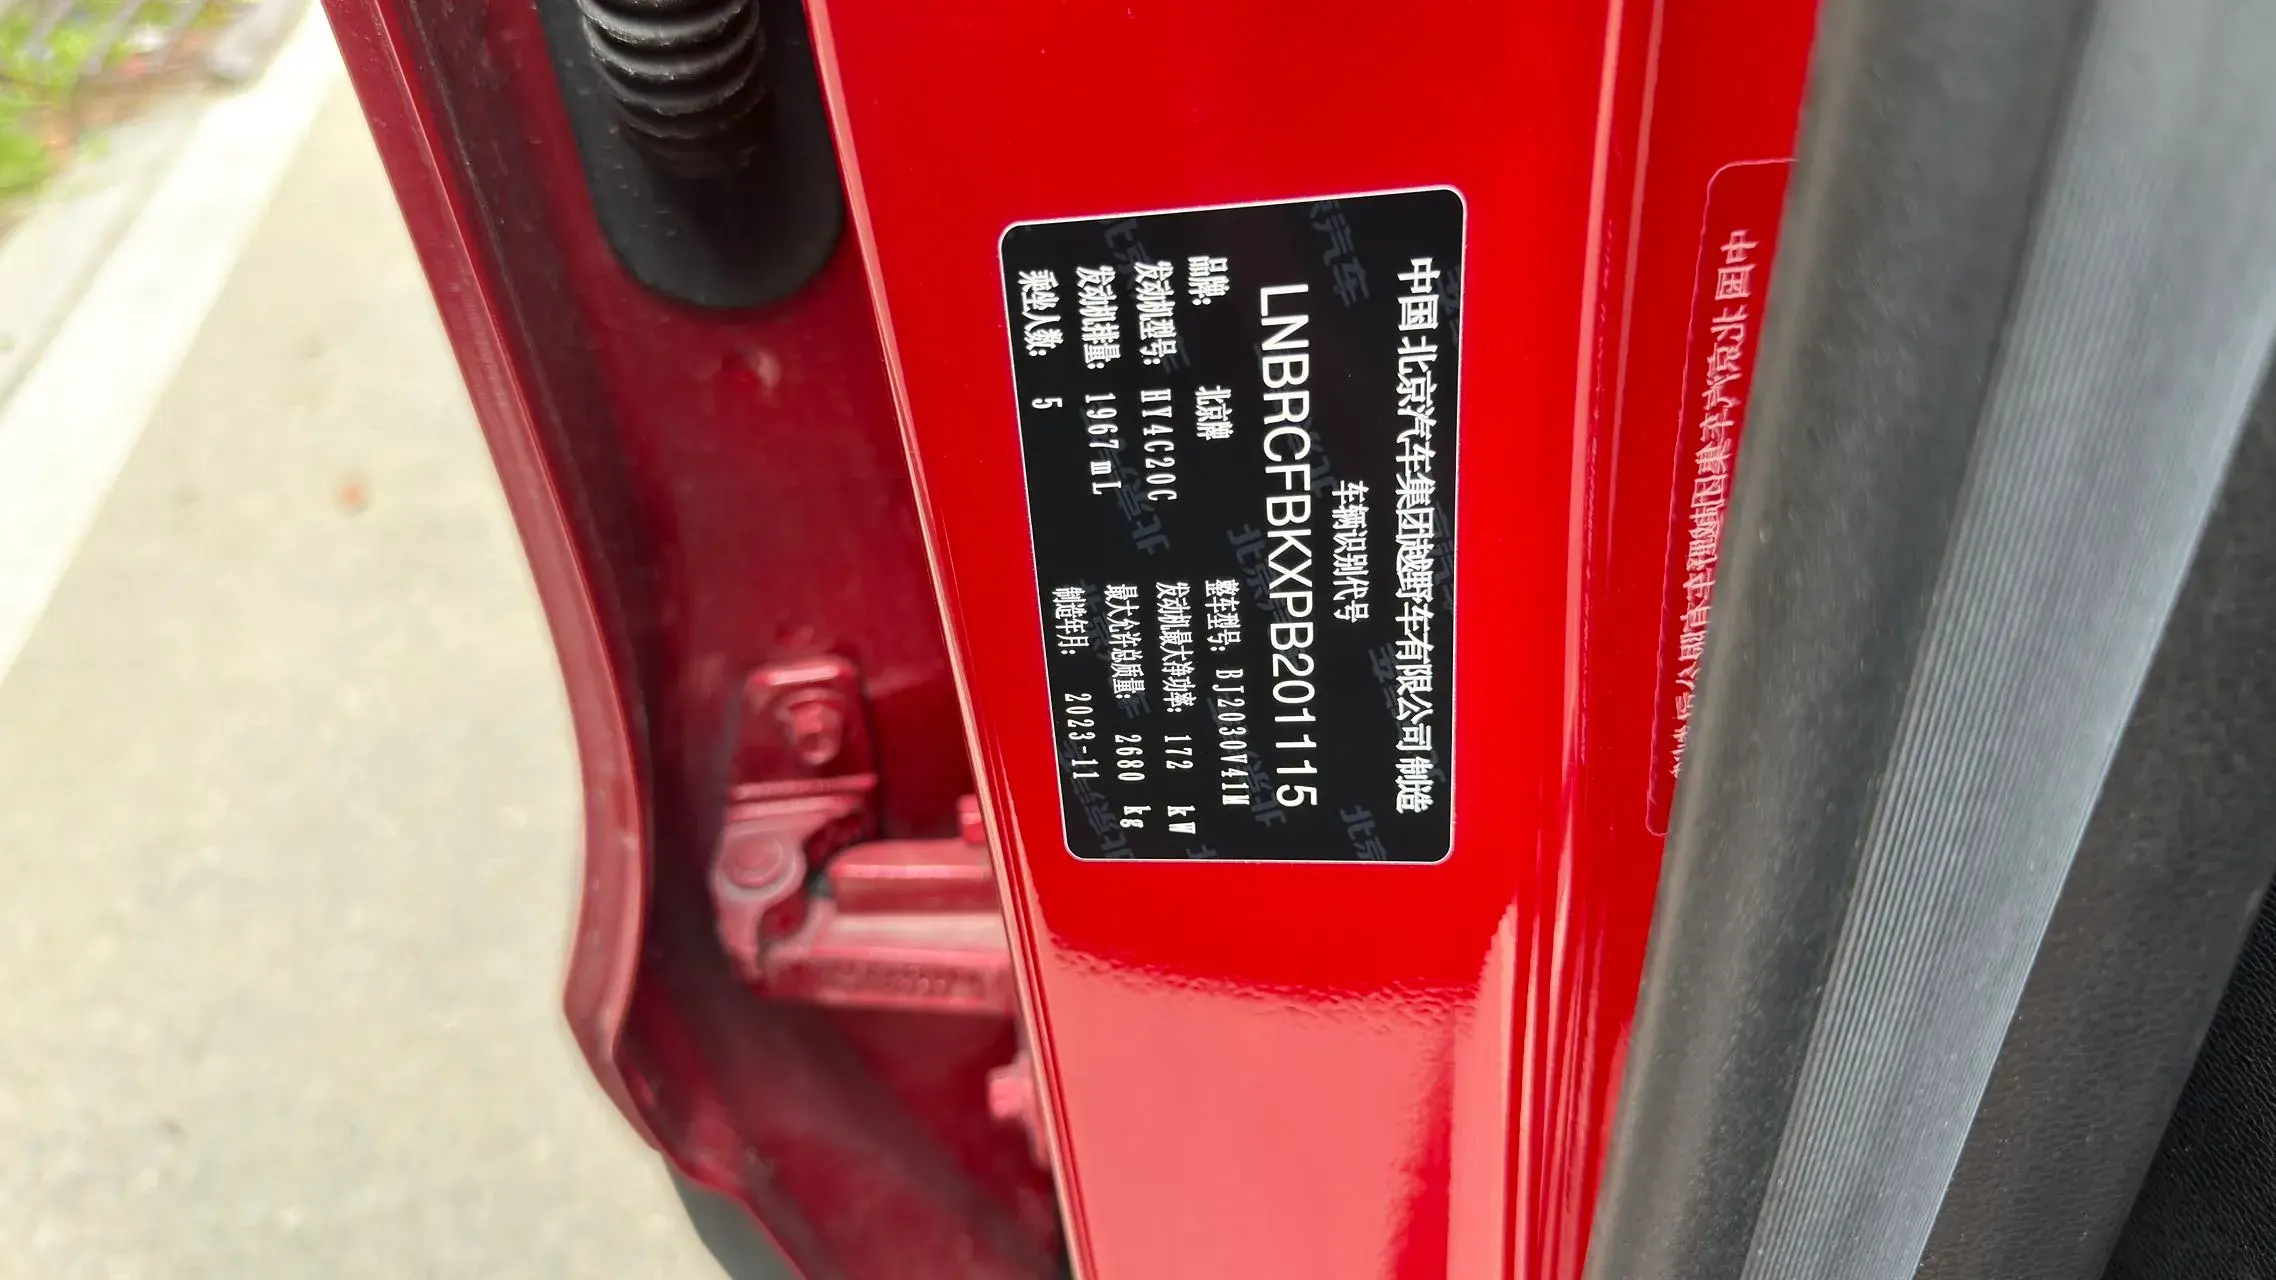 中国北京汽车集团越野车有限公司制造
车辆识别代号
LNBRCFBKXPB201115
品牌: 北京牌 整车型号: BJ2030V41M
发动机型号: HY4C20C 发动机最大净功率: 172 kW
发动机排量: 1967mL 最大允许总质量: 2680 kg
乘坐人数: 5 制造年月: 2023-11